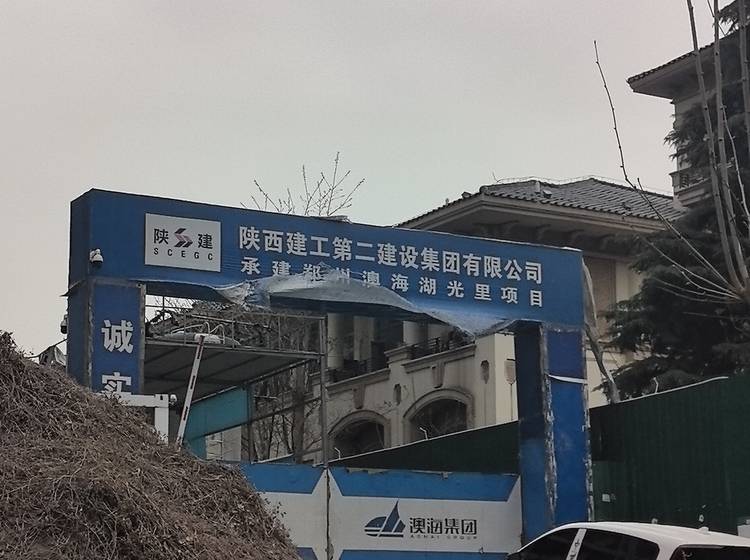 陕建
SCEGC
陕西建工第二建设集团有限公司
承建郑州澳海湖光里项目
诚实
澳海集团
AOHAI GROUP